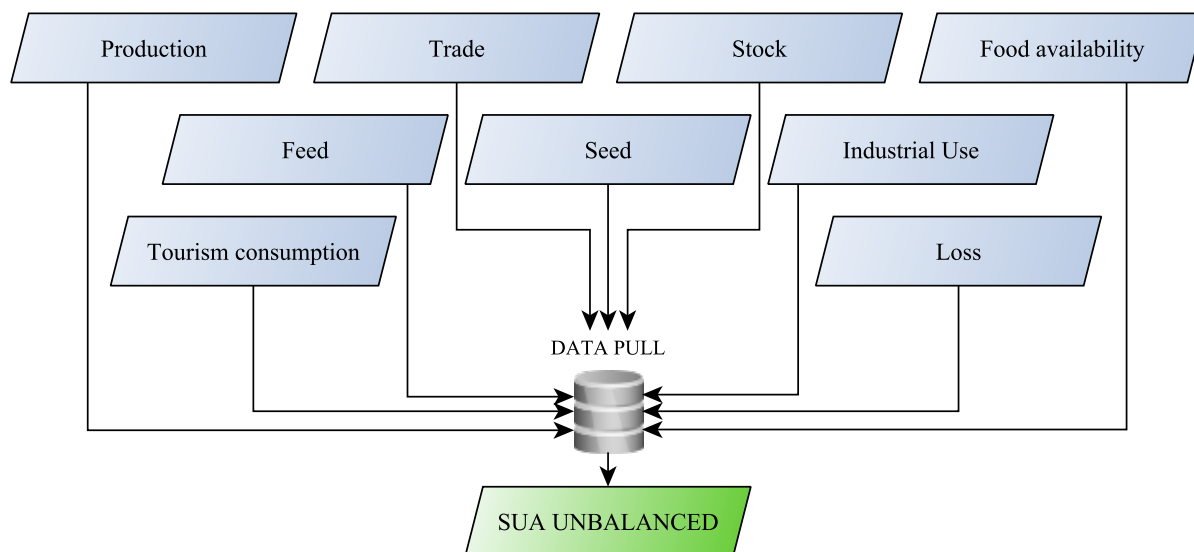 Production
Trade
Stock
Food availability
Feed
Seed
Industrial Use
Tourism consumption
Loss
DATA PULL
SUA UNBALANCED